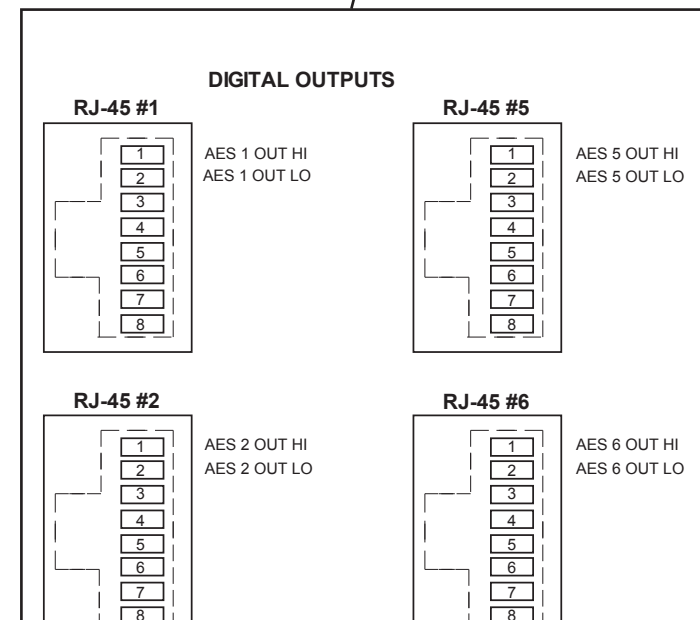 DIGITAL OUTPUTS
RJ-45 #1
1 AES 1 OUT HI
2 AES 1 OUT LO
3
4
5
6
7
8
RJ-45 #5
1 AES 5 OUT HI
2 AES 5 OUT LO
3
4
5
6
7
8
RJ-45 #2
1 AES 2 OUT HI
2 AES 2 OUT LO
3
4
5
6
7
8
RJ-45 #6
1 AES 6 OUT HI
2 AES 6 OUT LO
3
4
5
6
7
8